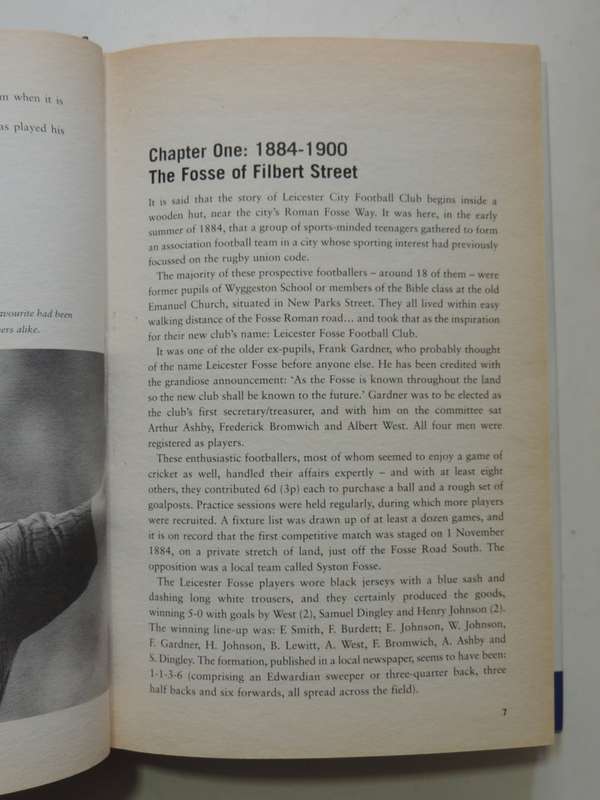 m when it is
as played his
avourite had been
ers alike.
Chapter One: 1884-1900
The Fosse of Filbert Street
It is said that the story of Leicester City Football Club begins inside a
wooden hut, near the city's Roman Fosse Way. It was here, in the early
summer of 1884, that a group of sports-minded teenagers gathered to form
an association football team in a city whose sporting interest had previously
focussed on the rugby union code.
The majority of these prospective footballers – around 18 of them – were
former pupils of Wyggeston School or members of the Bible class at the old
Emanuel Church, situated in New Parks Street. They all lived within easy
walking distance of the Fosse Roman road... and took that as the inspiration
for their new club's name: Leicester Fosse Football Club.
It was one of the older ex-pupils, Frank Gardner, who probably thought
of the name Leicester Fosse before anyone else. He has been credited with
the grandiose announcement: 'As the Fosse is known throughout the land
so the new club shall be known to the future.' Gardner was to be elected as
the club's first secretary/treasurer, and with him on the committee sat
Arthur Ashby, Frederick Bromwich and Albert West. All four men were
registered as players.
These enthusiastic footballers, most of whom seemed to enjoy a game of
cricket as well, handled their affairs expertly – and with at least eight
others, they contributed 6d (3p) each to purchase a ball and a rough set of
goalposts. Practice sessions were held regularly, during which more players
were recruited. A fixture list was drawn up of at least a dozen games, and
it is on record that the first competitive match was staged on 1 November
1884, on a private stretch of land, just off the Fosse Road South. The
opposition was a local team called Syston Fosse.
The Leicester Fosse players wore black jerseys with a blue sash and
dashing long white trousers, and they certainly produced the goods,
winning 5-0 with goals by West (2), Samuel Dingley and Henry Johnson (2).
The winning line-up was: F. Smith, F. Burdett; E. Johnson, W. Johnson,
F. Gardner, H. Johnson, B. Lewitt, A. West, F. Bromwich, A. Ashby and
S. Dingley. The formation, published in a local newspaper, seems to have been:
1-1-3-6 (comprising an Edwardian sweeper or three-quarter back, three
half backs and six forwards, all spread across the field).
7